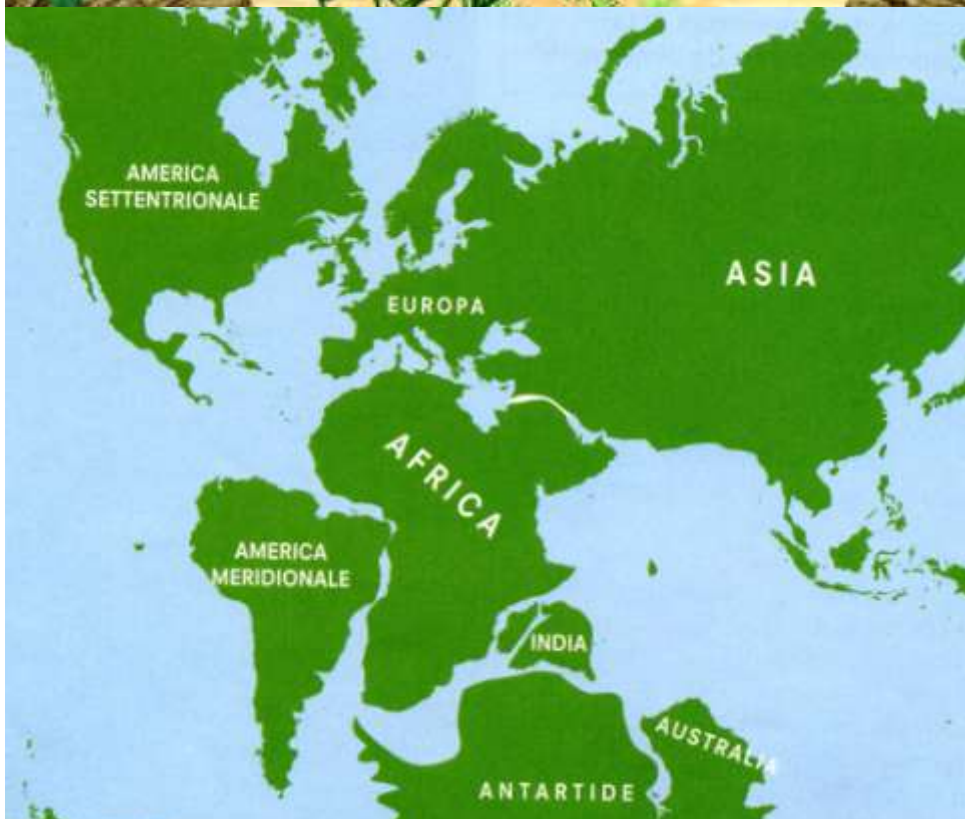 AMERICA
SETTENTRIONALE
ASIA
EUROPA
AFRICA
AMERICA
MERIDIONALE
INDIA
AUSTRALIA
ANTARTIDE